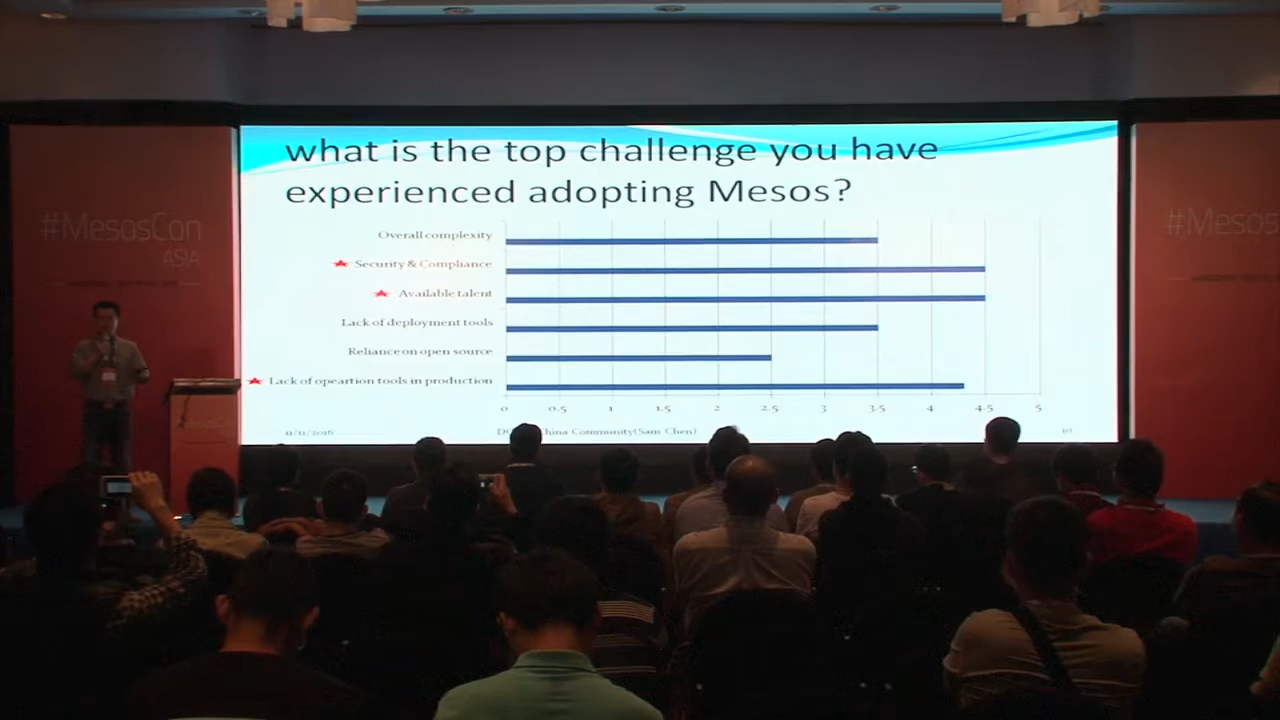 what is the top challenge you have
experienced adopting Mesos?
Overall complexity
Security & Compliance
Available talent
Lack of deployment tools
Reliance on open source
Lack of opeartion tools in production
0 0.5 1 1.5 2 2.5 3 3.5 4 4.5 5
11/11/2016
China Community(Sam Chen)
10
#MesosCon
ASIA
#Mesos